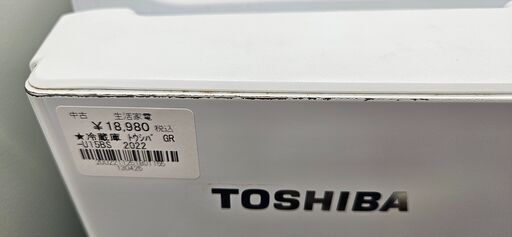 中古 生活家電
￥18,980 税込
★冷蔵庫 トウシバ GR
-U15BS 2022
130425
TOSHIBA